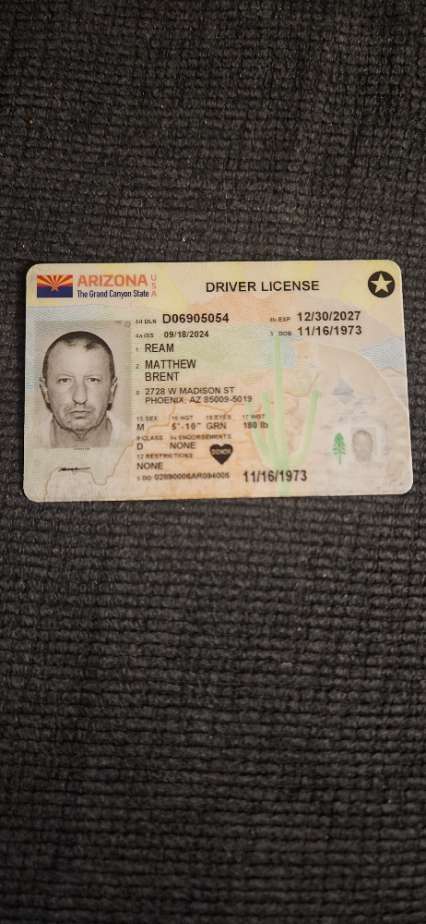 ARIZONA USA
The Grand Canyon State
DRIVER LICENSE
4d DLN D06905054
4b EXP 12/30/2027
4a ISS 09/18/2024
3 DOB 11/16/1973
1 REAM
2 MATTHEW
BRENT
8 2728 W MADISON ST
PHOENIX, AZ 85009-5019
15 SEX 16 HGT 18 EYES 17 WGT
M 5'-10" GRN 180 lb
9 CLASS 9a ENDORSEMENTS
D NONE
DONOR
12 RESTRICTIONS
NONE
11/16/1973